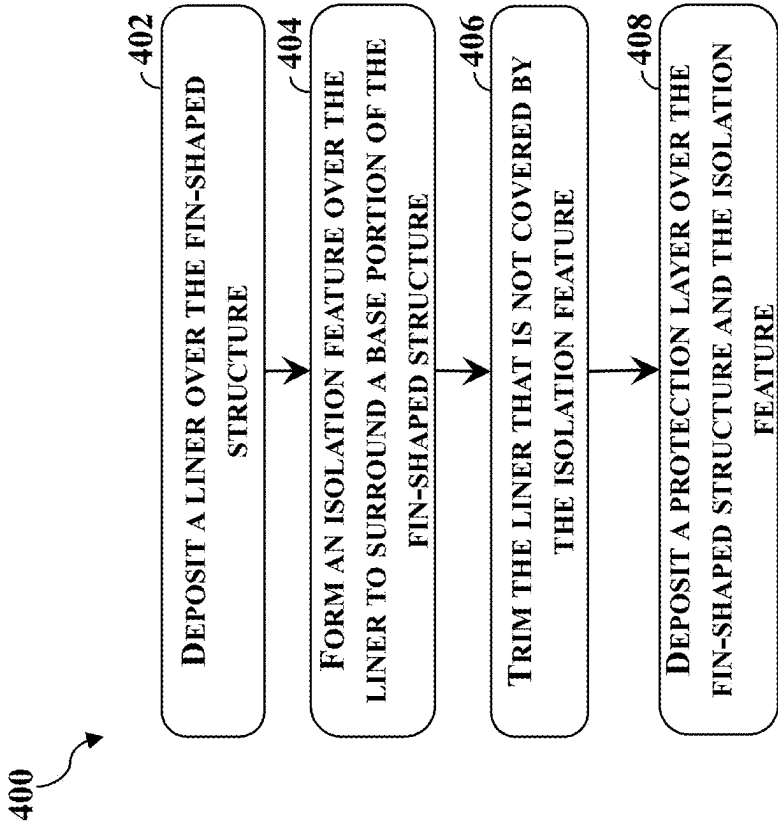 400
402
DEPOSIT A LINER OVER THE FIN-SHAPED
STRUCTURE
404
FORM AN ISOLATION FEATURE OVER THE
LINER TO SURROUND A BASE PORTION OF THE
FIN-SHAPED STRUCTURE
406
TRIM THE LINER THAT IS NOT COVERED BY
THE ISOLATION FEATURE
408
DEPOSIT A PROTECTION LAYER OVER THE
FIN-SHAPED STRUCTURE AND THE ISOLATION
FEATURE